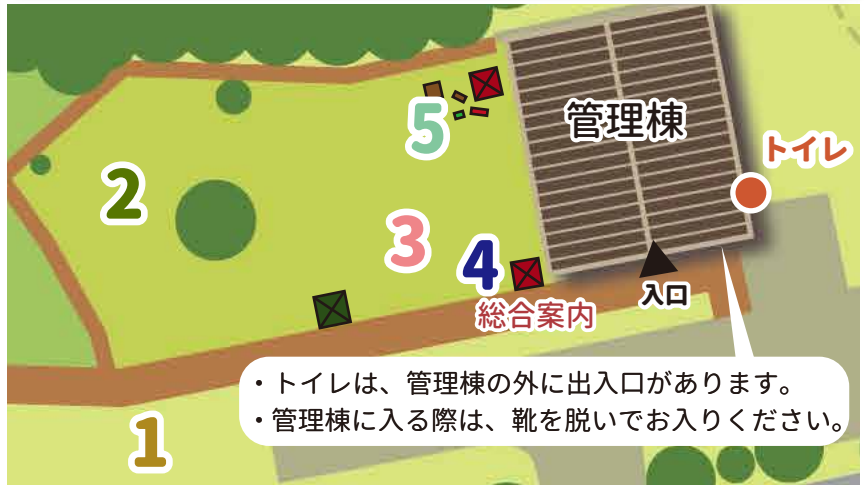 管理棟
トイレ
5
2
3
4
総合案内
入口
1
・トイレは、管理棟の外に出入口があります。
・管理棟に入る際は、靴を脱いでお入りください。